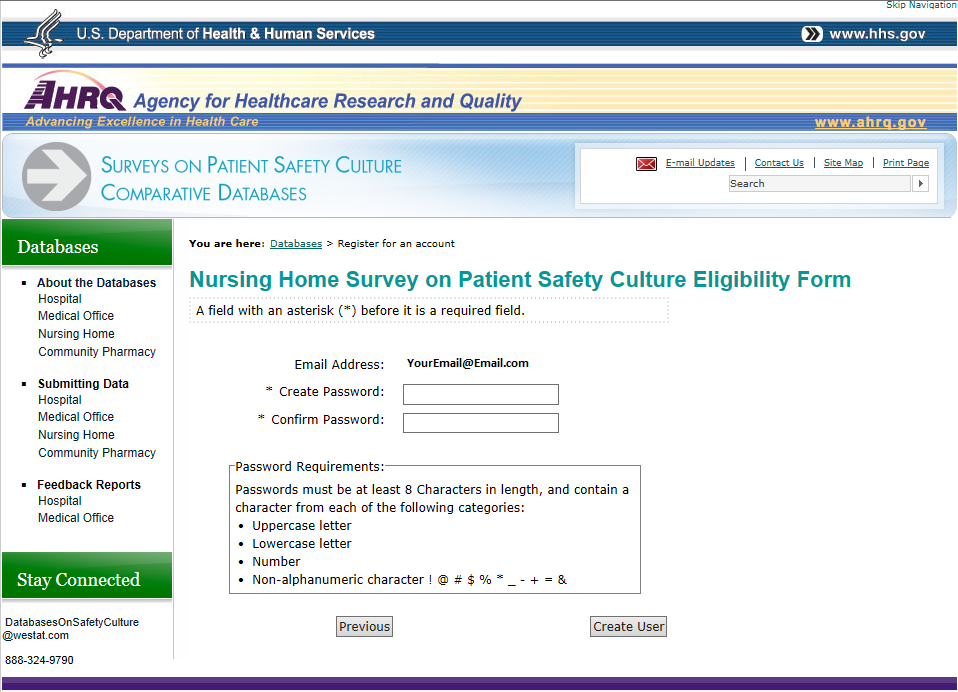 Skip Navigation
U.S. Department of Health & Human Services
www.hhs.gov
AHRQ Agency for Healthcare Research and Quality
Advancing Excellence in Health Care
www.ahrq.gov
SURVEYS ON PATIENT SAFETY CULTURE
COMPARATIVE DATABASES
E-mail Updates | Contact Us | Site Map | Print Page
Search
Databases
About the Databases
Hospital
Medical Office
Nursing Home
Community Pharmacy
Submitting Data
Hospital
Medical Office
Nursing Home
Community Pharmacy
Feedback Reports
Hospital
Medical Office
Stay Connected
DatabasesOnSafetyCulture
@westat.com
888-324-9790
You are here: Databases > Register for an account
Nursing Home Survey on Patient Safety Culture Eligibility Form
A field with an asterisk (*) before it is a required field.
Email Address: YourEmail@Email.com
* Create Password:
* Confirm Password:
Password Requirements:
Passwords must be at least 8 Characters in length, and contain a
character from each of the following categories:
• Uppercase letter
• Lowercase letter
• Number
• Non-alphanumeric character ! @ # $ % * _ - + = &
Previous
Create User